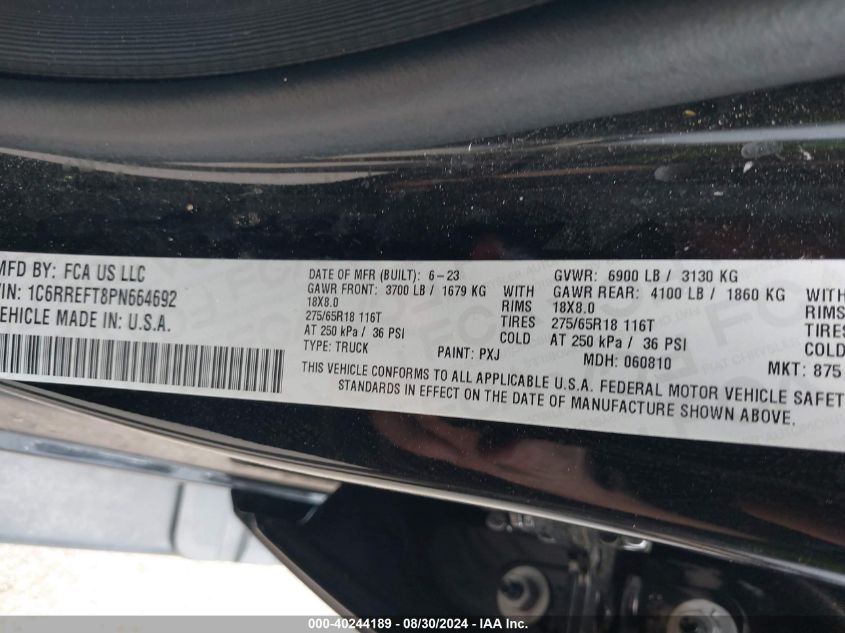 MFD BY: FCA US LLC
VIN: 1C6RREFT8PN664692
VEHICLE MADE IN: U.S.A.
DATE OF MFR (BUILT): 6-23
GAWR FRONT: 3700 LB / 1679 KG WITH
18X8.0 RIMS
275/65R18 116T TIRES
AT 250 kPa / 36 PSI COLD
TYPE: TRUCK PAINT: PXJ MDH: 060810 MKT: 875
GVWR: 6900 LB / 3130 KG
GAWR REAR: 4100 LB / 1860 KG WITH
18X8.0 RIMS
275/65R18 116T TIRES
AT 250 kPa / 36 PSI COLD
THIS VEHICLE CONFORMS TO ALL APPLICABLE U.S.A. FEDERAL MOTOR VEHICLE SAFET
STANDARDS IN EFFECT ON THE DATE OF MANUFACTURE SHOWN ABOVE.
000-40244189 - 08/30/2024 - IAA Inc.